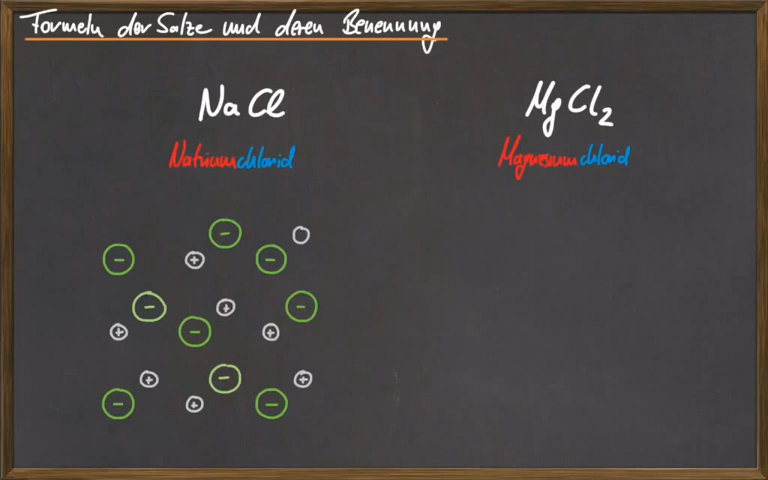 Formeln der Salze und deren Benennung
NaCl
MgCl₂
Natriumchlorid
Magnesiumchlorid
− 
− + − 
− + −
+ − +
+ − +
− + −